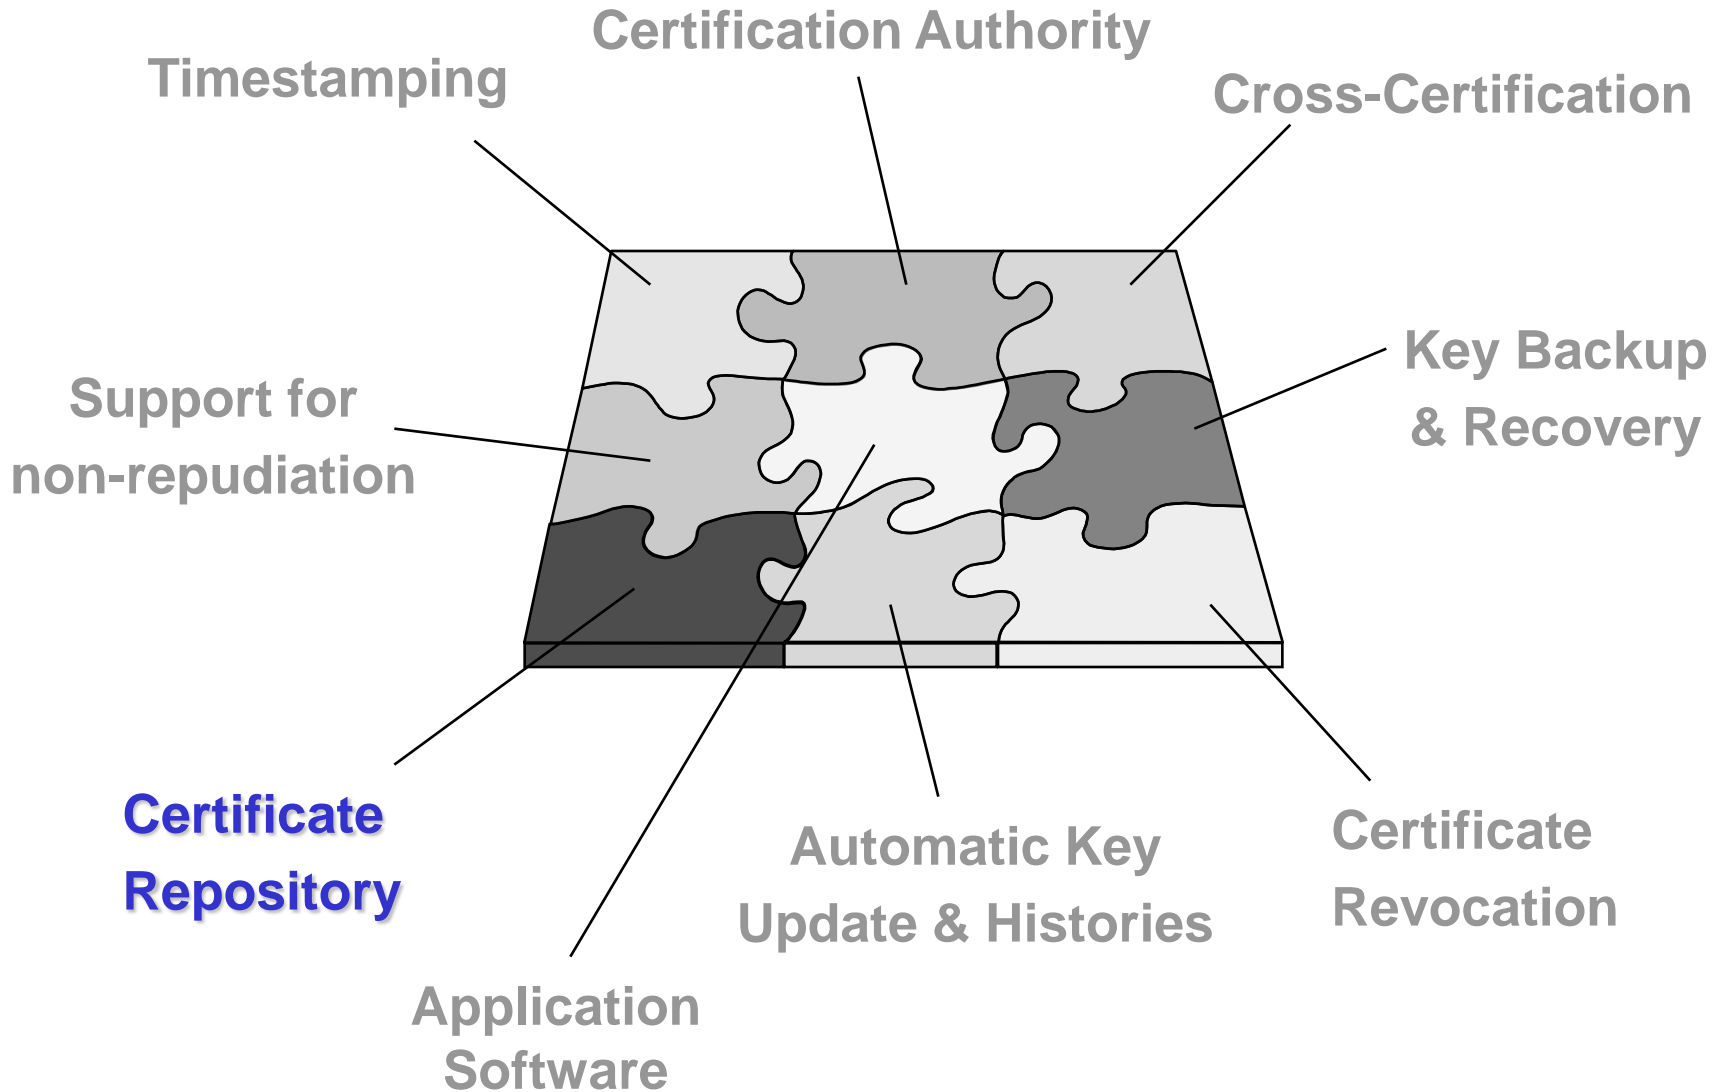 Certification Authority
Timestamping
Cross-Certification
Key Backup
& Recovery
Support for
non-repudiation
Certificate
Repository
Automatic Key
Update & Histories
Certificate
Revocation
Application
Software